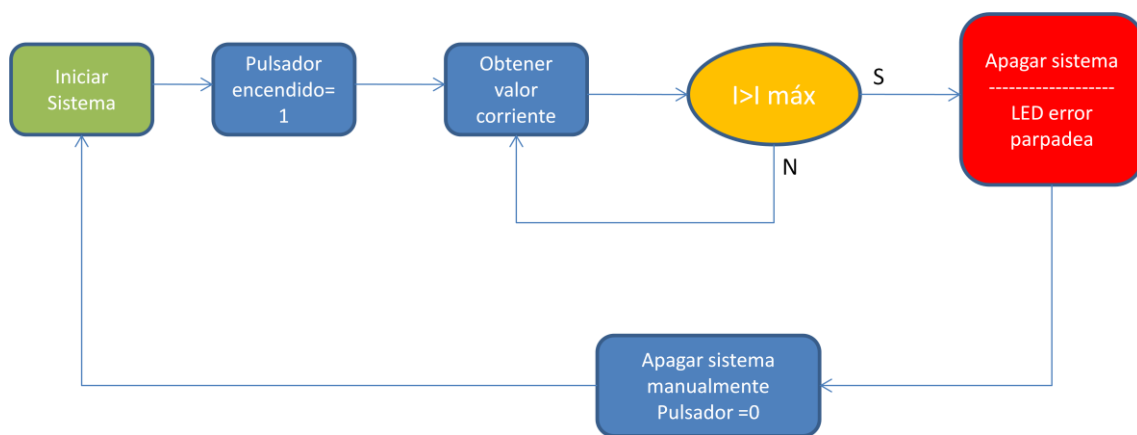 Iniciar
Sistema
Pulsador
encendido=
1
Obtener
valor
corriente
I>I máx
S
N
Apagar sistema
-------------------
LED error
parpadea
Apagar sistema
manualmente
Pulsador =0